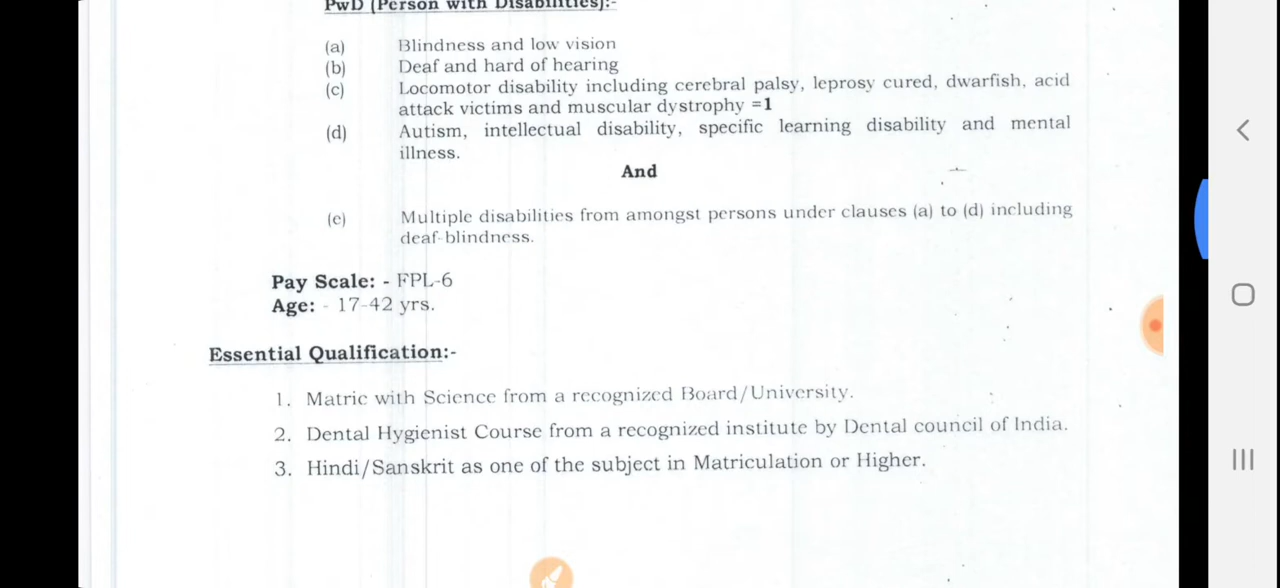 PwD (Person with Disabilities):-
(a) Blindness and low vision
(b) Deaf and hard of hearing
(c) Locomotor disability including cerebral palsy, leprosy cured, dwarfish, acid
attack victims and muscular dystrophy =1
(d) Autism, intellectual disability, specific learning disability and mental
illness.
And
(e) Multiple disabilities from amongst persons under clauses (a) to (d) including
deaf-blindness.
Pay Scale: - FPL-6
Age: - 17-42 yrs.
Essential Qualification:-
1. Matric with Science from a recognized Board/University.
2. Dental Hygienist Course from a recognized institute by Dental council of India.
3. Hindi/Sanskrit as one of the subject in Matriculation or Higher.